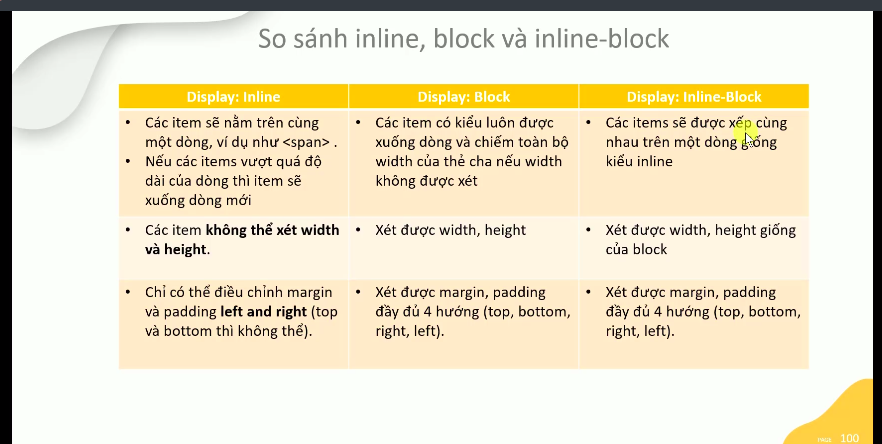 So sánh inline, block và inline-block
Display: Inline
Display: Block
Display: Inline-Block
• Các item sẽ nằm trên cùng
một dòng, ví dụ như <span> .
• Nếu các items vượt quá độ
dài của dòng thì item sẽ
xuống dòng mới
• Các item có kiểu luôn được
xuống dòng và chiếm toàn bộ
width của thẻ cha nếu width
không được xét
• Các items sẽ được xếp cùng
nhau trên một dòng giống
kiểu inline
• Các item không thể xét width
và height.
• Xét được width, height
• Xét được width, height giống
của block
• Chỉ có thể điều chỉnh margin
và padding left and right (top
và bottom thì không thể).
• Xét được margin, padding
đầy đủ 4 hướng (top, bottom,
right, left).
• Xét được margin, padding
đầy đủ 4 hướng (top, bottom,
right, left).
PAGE 100